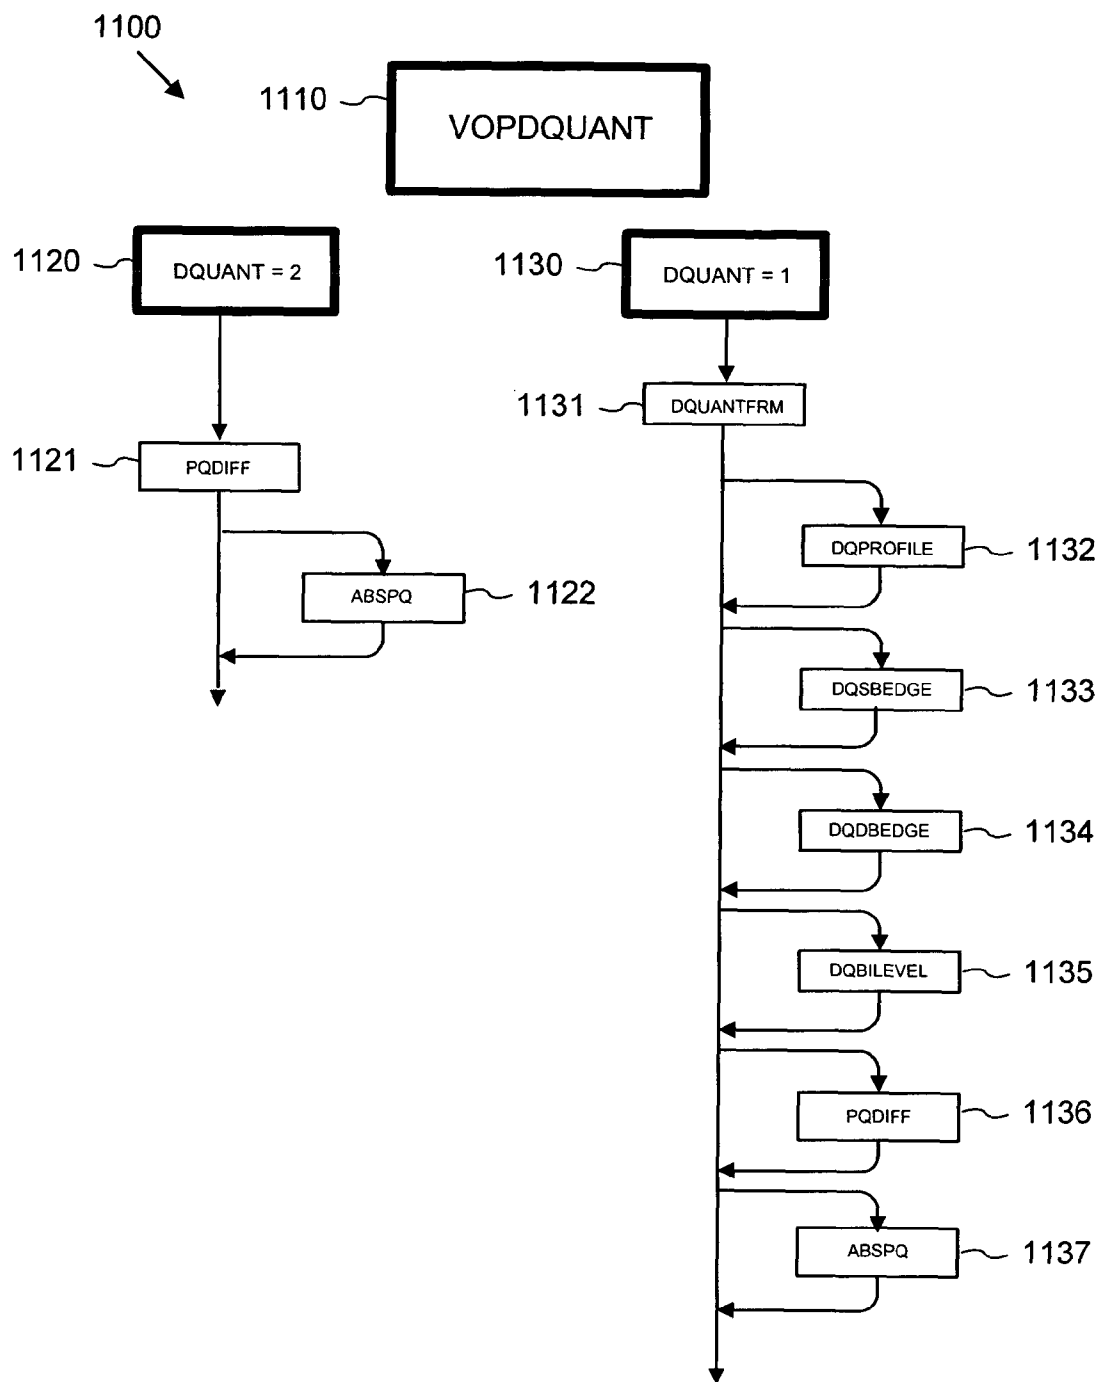 1100
1110
VOPDQUANT
1120
DQUANT = 2
1130
DQUANT = 1
1131
DQUANTFRM
1121
PQDIFF
DQPROFILE
1132
ABSPQ
1122
DQSBEDGE
1133
DQDBEDGE
1134
DQBILEVEL
1135
PQDIFF
1136
ABSPQ
1137